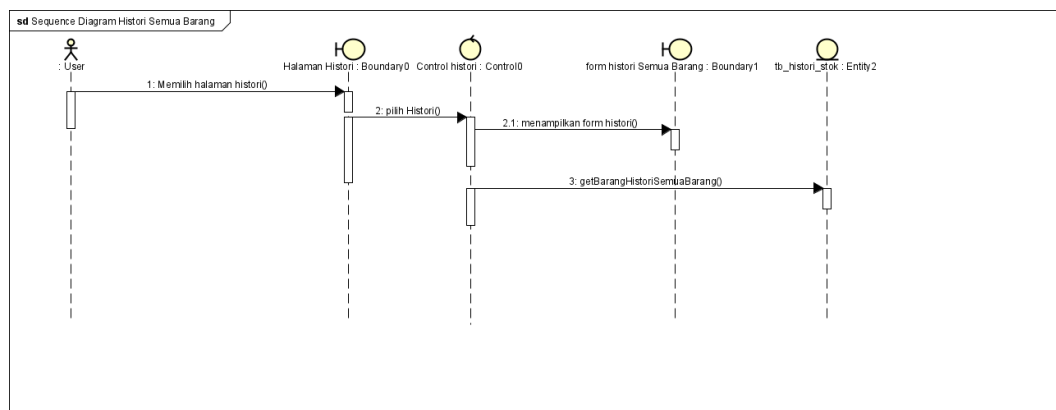 sd Sequence Diagram Histori Semua Barang
: User
Halaman Histori : Boundary0
Control histori : Control0
form histori Semua Barang : Boundary1
tb_histori_stok : Entity2
1: Memilih halaman histori()
2: pilih Histori()
2.1: menampilkan form histori()
3: getBarangHistoriSemuaBarang()